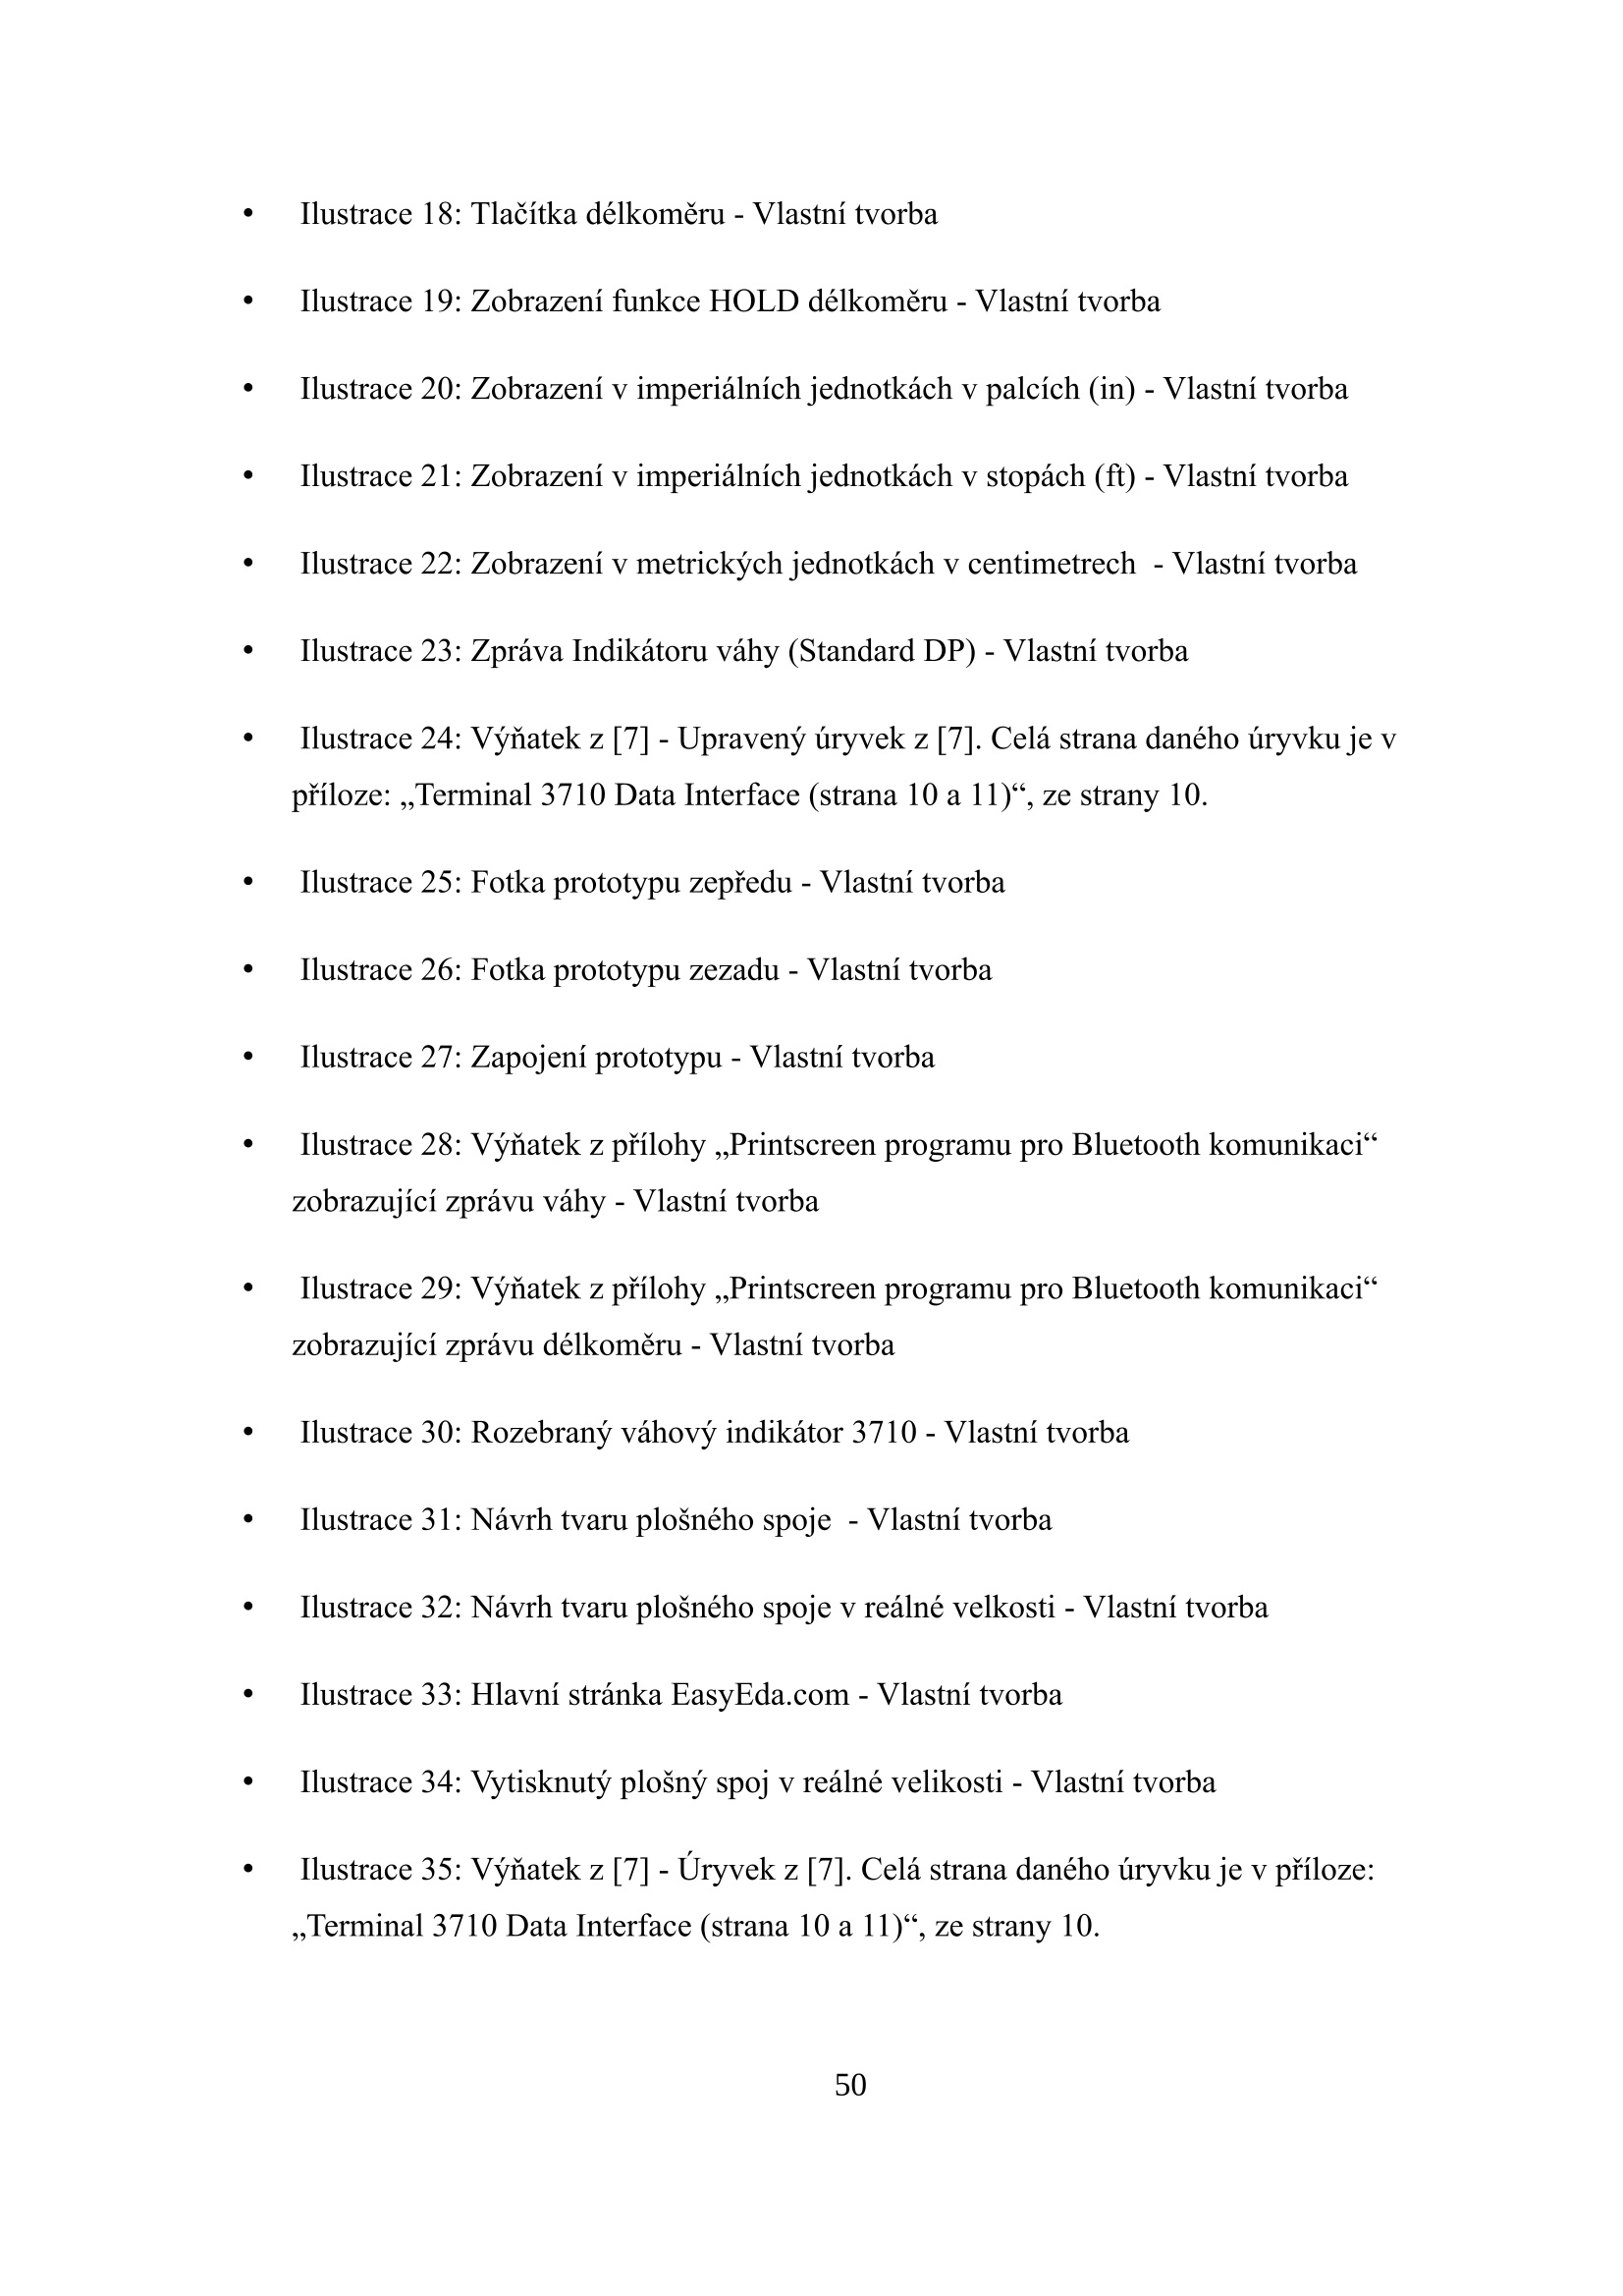 • Ilustrace 18: Tlačítka délkoměru - Vlastní tvorba
• Ilustrace 19: Zobrazení funkce HOLD délkoměru - Vlastní tvorba
• Ilustrace 20: Zobrazení v imperiálních jednotkách v palcích (in) - Vlastní tvorba
• Ilustrace 21: Zobrazení v imperiálních jednotkách v stopách (ft) - Vlastní tvorba
• Ilustrace 22: Zobrazení v metrických jednotkách v centimetrech  - Vlastní tvorba
• Ilustrace 23: Zpráva Indikátoru váhy (Standard DP) - Vlastní tvorba
• Ilustrace 24: Výňatek z [7] - Upravený úryvek z [7]. Celá strana daného úryvku je v
příloze: „Terminal 3710 Data Interface (strana 10 a 11)“, ze strany 10.
• Ilustrace 25: Fotka prototypu zepředu - Vlastní tvorba
• Ilustrace 26: Fotka prototypu zezadu - Vlastní tvorba
• Ilustrace 27: Zapojení prototypu - Vlastní tvorba
• Ilustrace 28: Výňatek z přílohy „Printscreen programu pro Bluetooth komunikaci“
zobrazující zprávu váhy - Vlastní tvorba
• Ilustrace 29: Výňatek z přílohy „Printscreen programu pro Bluetooth komunikaci“
zobrazující zprávu délkoměru - Vlastní tvorba
• Ilustrace 30: Rozebraný váhový indikátor 3710 - Vlastní tvorba
• Ilustrace 31: Návrh tvaru plošného spoje  - Vlastní tvorba
• Ilustrace 32: Návrh tvaru plošného spoje v reálné velkosti - Vlastní tvorba
• Ilustrace 33: Hlavní stránka EasyEda.com - Vlastní tvorba
• Ilustrace 34: Vytisknutý plošný spoj v reálné velikosti - Vlastní tvorba
• Ilustrace 35: Výňatek z [7] - Úryvek z [7]. Celá strana daného úryvku je v příloze:
„Terminal 3710 Data Interface (strana 10 a 11)“, ze strany 10.
50